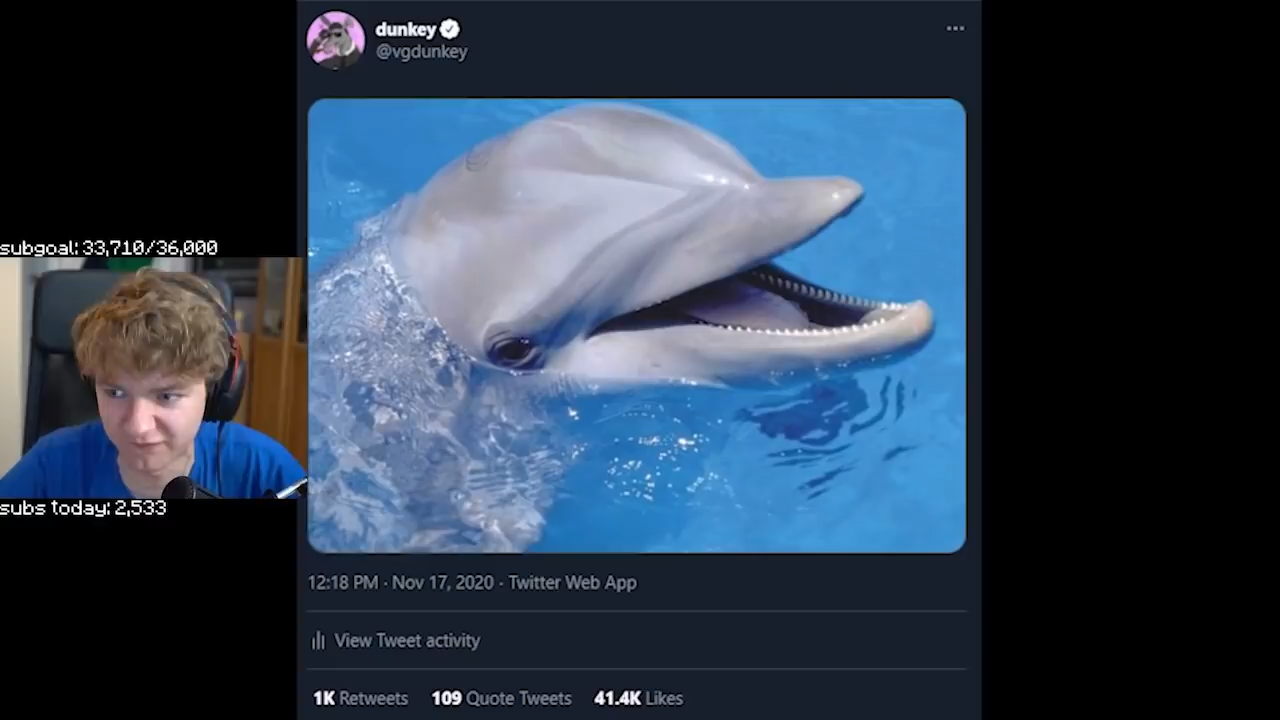 dunkey
@vgdunkey
subgoal: 33,710/36,000
subs today: 2,533
12:18 PM · Nov 17, 2020 · Twitter Web App
View Tweet activity
1K Retweets 109 Quote Tweets 41.4K Likes